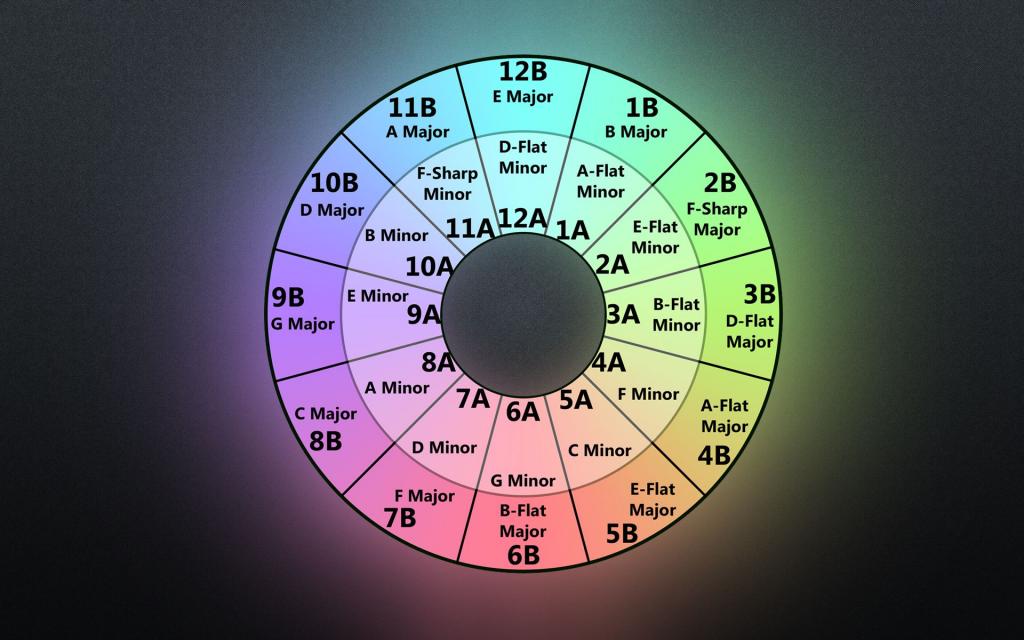 12B
E Major
1B
B Major
2B
F-Sharp
Major
3B
D-Flat
Major
A-Flat
Major
4B
E-Flat
Major
5B
B-Flat
Major
6B
F Major
7B
C Major
8B
9B
G Major
10B
D Major
11B
A Major
D-Flat
Minor
12A
A-Flat
Minor
1A
E-Flat
Minor
2A
3A
B-Flat
Minor
4A
F Minor
5A
C Minor
6A
G Minor
7A
D Minor
8A
A Minor
E Minor
9A
B Minor
10A
F-Sharp
Minor
11A